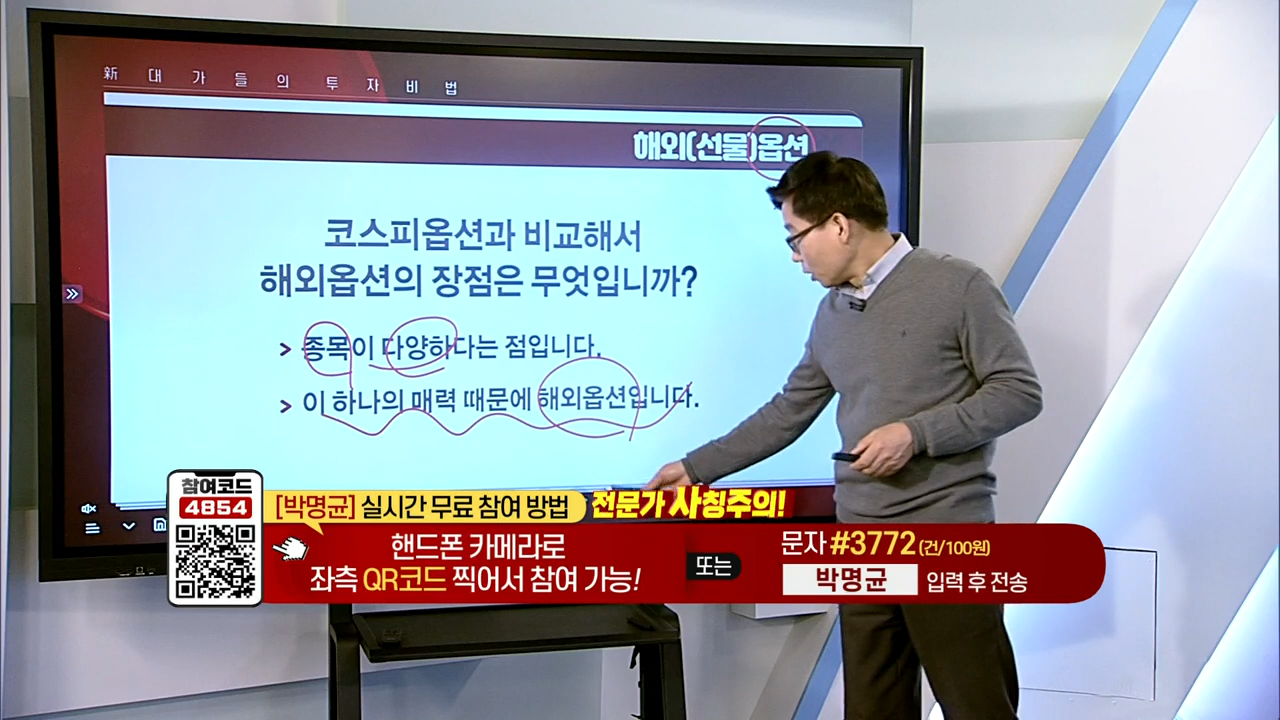 新 대 가 들 의 투 자 비 법
해외(선물)옵션
코스피옵션과 비교해서
해외옵션의 장점은 무엇입니까?
> 종목이 다양하다는 점입니다.
> 이 하나의 매력 때문에 해외옵션입니다.
참여코드
4854
[박명균] 실시간 무료 참여 방법
전문가 사칭주의!
핸드폰 카메라로
좌측 QR코드 찍어서 참여 가능!
또는
문자 #3772 (건/100원)
박명균 입력 후 전송